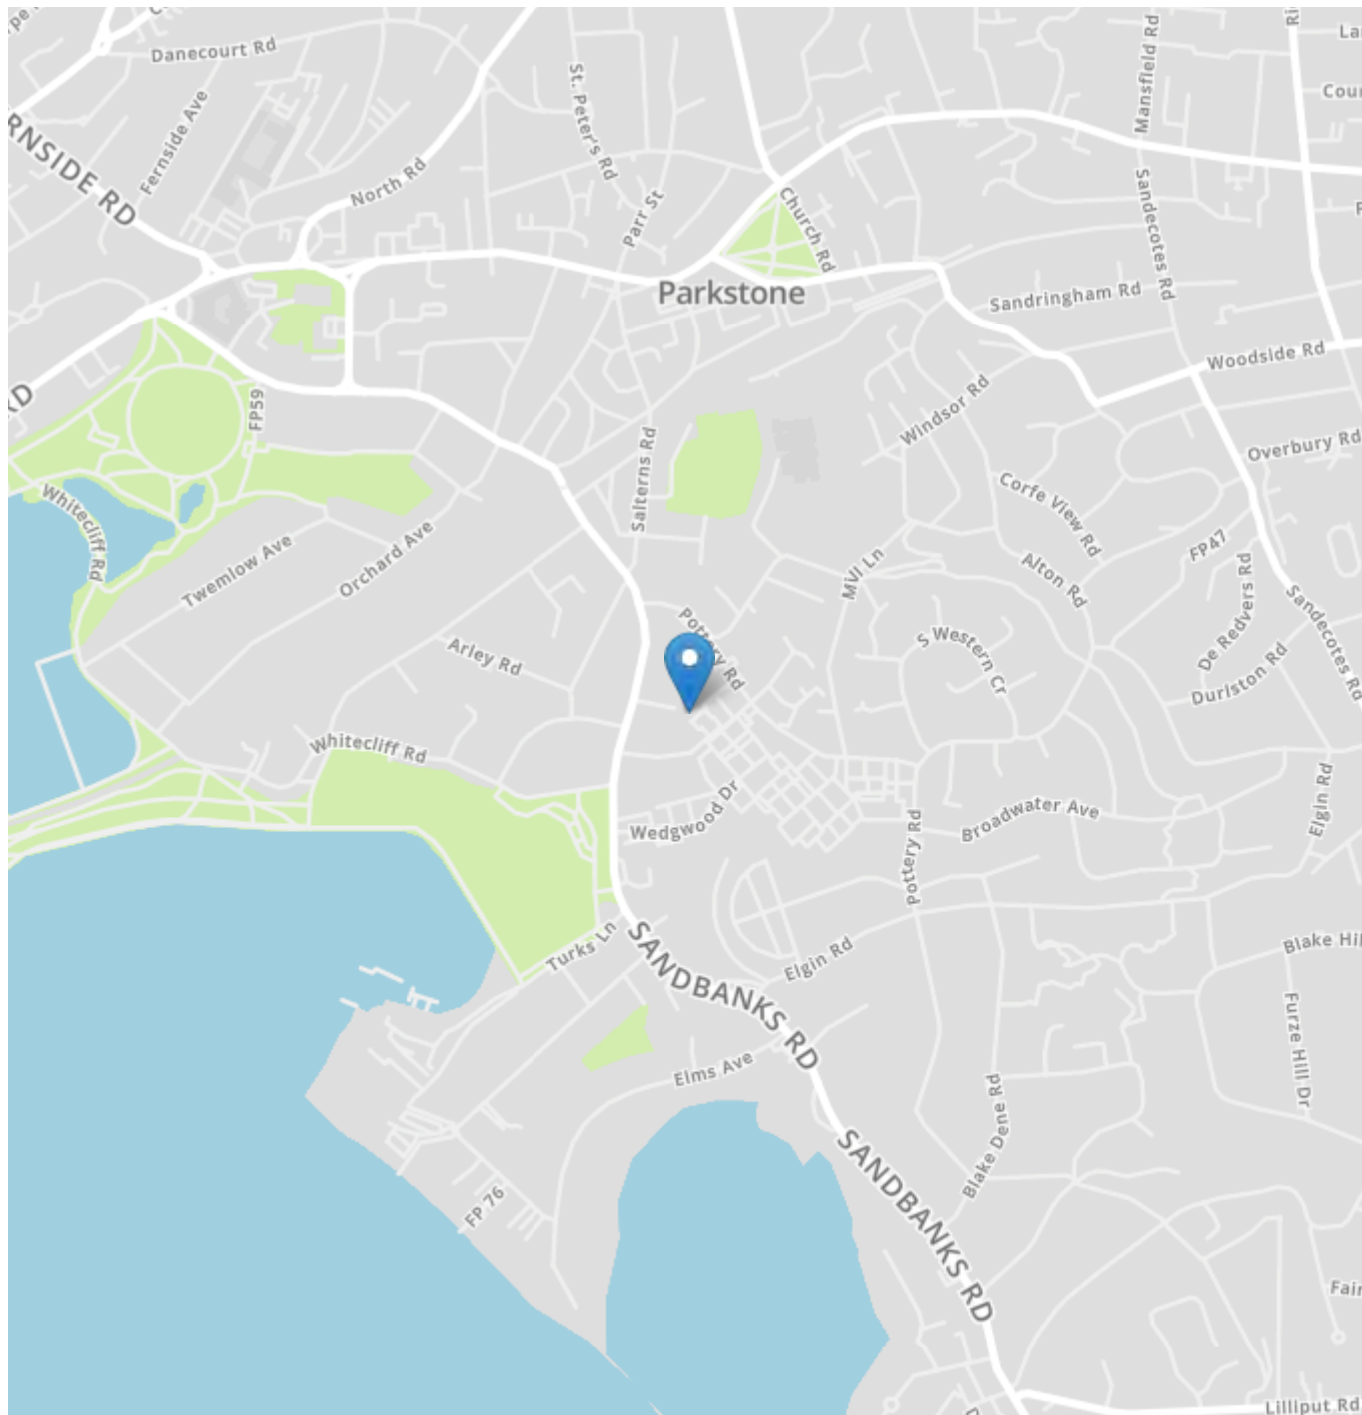 Danecourt Rd
Mansfield Rd
St. Peter's Rd
Fernside Ave
RNSIDE RD
North Rd
Parr St
Church Rd
Sandecotes Rd
Parkstone
Sandringham Rd
Woodside Rd
RD
FP59
Windsor Rd
Salterns Rd
Overbury Rd
Whitecliff Rd
Corfe View Rd
Twemlow Ave
Orchard Ave
Mill Ln
Alton Rd
FP47
De Redvers Rd
Sandecotes Rd
Pottery Rd
Arley Rd
S Western Cr
Durlston Rd
Whitecliff Rd
Wedgwood Dr
Broadwater Ave
Elgin Rd
Pottery Rd
Turks Ln
SANDBANKS RD
Elgin Rd
Blake Hil
Furze Hill Dr
Elms Ave
Blake Dene Rd
SANDBANKS RD
FP 76
Fair
Lilliput Rd